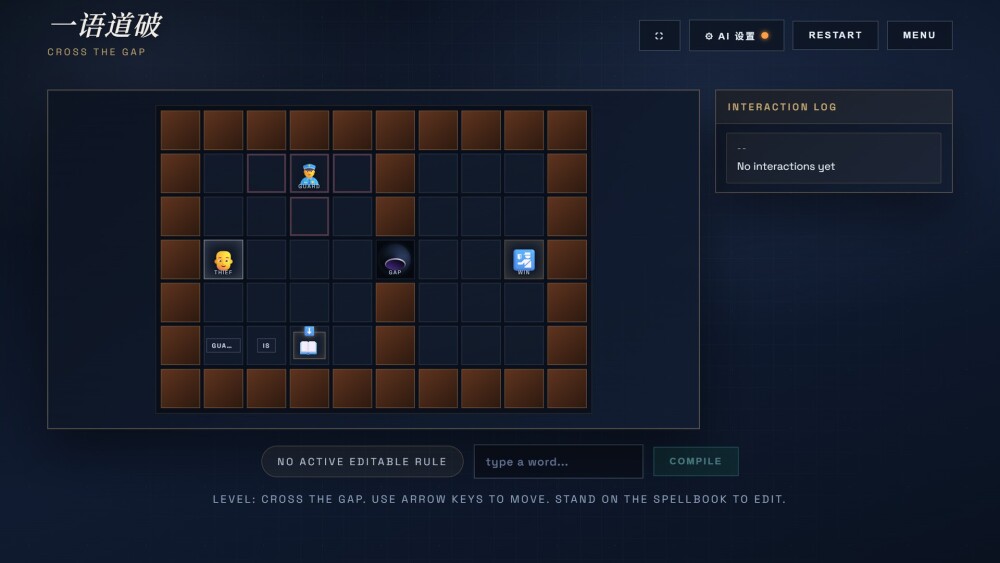 一语道破
CROSS THE GAP
AI 设置
RESTART
MENU
INTERACTION LOG
--
No interactions yet
GUARD
THIEF
GAP
WIN
GUA…
IS
NO ACTIVE EDITABLE RULE
type a word...
COMPILE
LEVEL: CROSS THE GAP. USE ARROW KEYS TO MOVE. STAND ON THE SPELLBOOK TO EDIT.